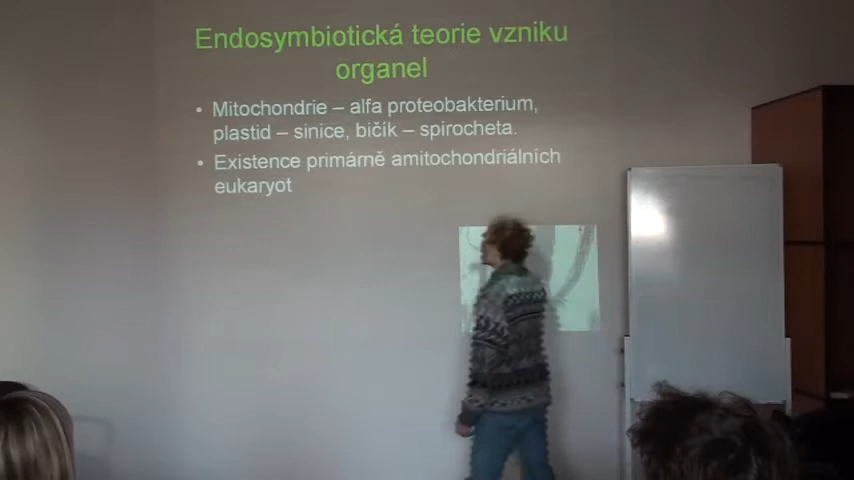 Endosymbiotická teorie vzniku
organel
• Mitochondrie – alfa proteobakterium,
plastid – sinice, bičík – spirocheta.
• Existence primárně amitochondriálních
eukaryot